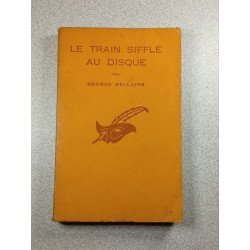 LE TRAIN SIFFLE
AU DISQUE
PAR
GEORGE BELLAIRS